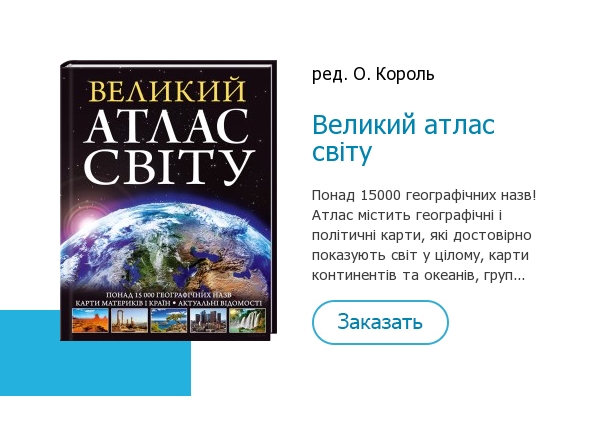 ВЕЛИКИЙ
АТЛАС
СВІТУ
ПОНАД 15 000 ГЕОГРАФІЧНИХ НАЗВ
КАРТИ МАТЕРИКІВ І КРАЇН • АКТУАЛЬНІ ВІДОМОСТІ
ред. О. Король
Великий атлас
світу
Понад 15000 географічних назв!
Атлас містить географічні і
політичні карти, які достовірно
показують світ у цілому, карти
континентів та океанів, груп...
Заказать